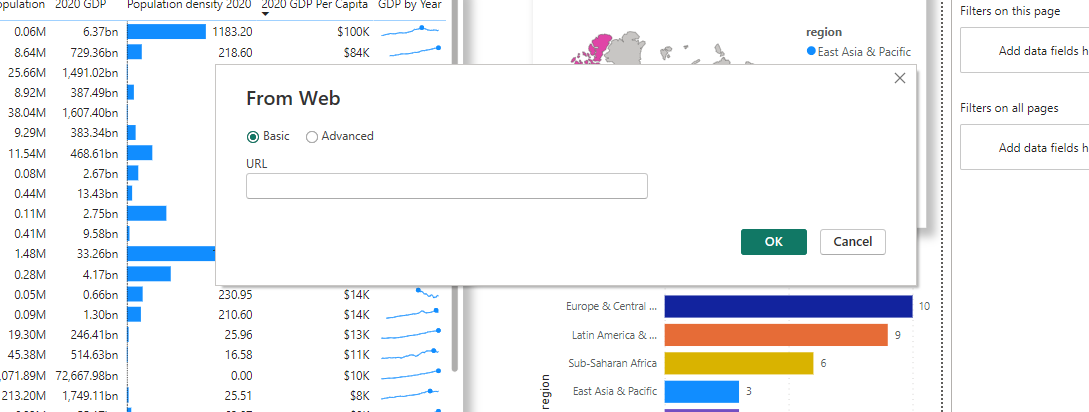 opulation 2020 GDP Population density 2020 2020 GDP Per Capita GDP by Year
0.06M 6.37bn 1183.20 $100K
8.64M 729.36bn 218.60 $84K
25.66M 1,491.02bn
8.92M 387.49bn
38.04M 1,607.40bn
9.29M 383.34bn
11.54M 468.61bn
0.08M 2.67bn
0.44M 13.43bn
0.11M 2.75bn
0.41M 9.58bn
1.48M 33.26bn
0.28M 4.17bn
0.05M 0.66bn 230.95 $14K
0.09M 1.30bn 210.60 $14K
19.30M 246.41bn 25.96 $13K
45.38M 514.63bn 16.58 $11K
,071.89M 72,667.98bn 0.00 $10K
213.20M 1,749.11bn 25.51 $8K
region
East Asia & Pacific
From Web
Basic Advanced
URL
OK Cancel
Europe & Central ... 10
Latin America & ... 9
Sub-Saharan Africa 6
East Asia & Pacific 3
region
Filters on this page
Add data fields h
Filters on all pages
Add data fields h